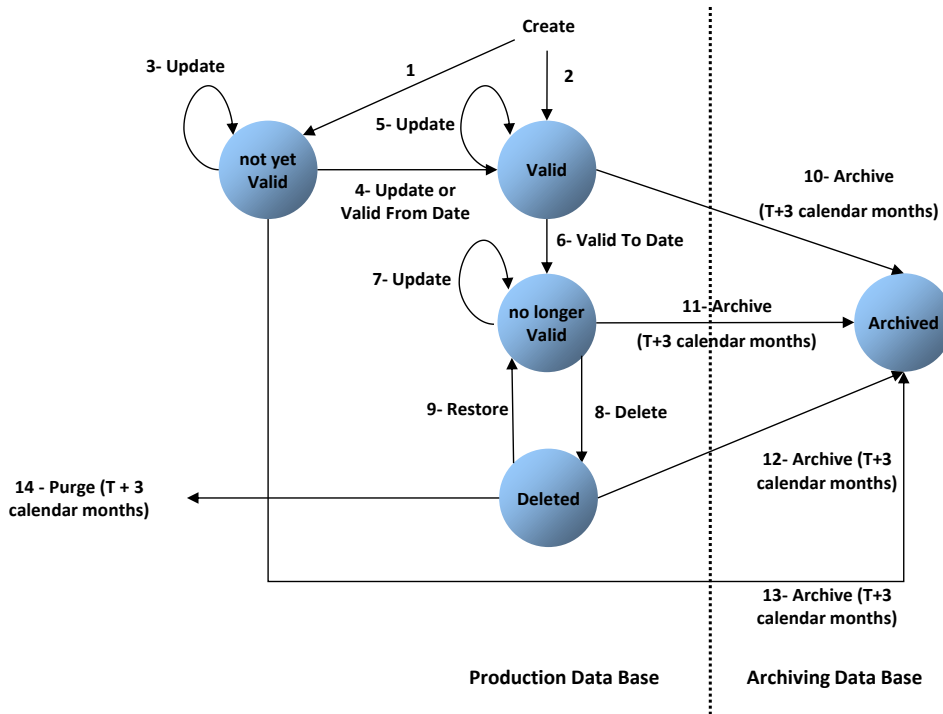 Create
1
2
3- Update
5- Update
not yet
Valid
Valid
4- Update or
Valid From Date
10- Archive
(T+3 calendar months)
6- Valid To Date
7- Update
no longer
Valid
11- Archive
(T+3 calendar months)
Archived
9- Restore
8- Delete
12- Archive (T+3
calendar months)
14 - Purge (T + 3
calendar months)
Deleted
13- Archive (T+3
calendar months)
Production Data Base
Archiving Data Base